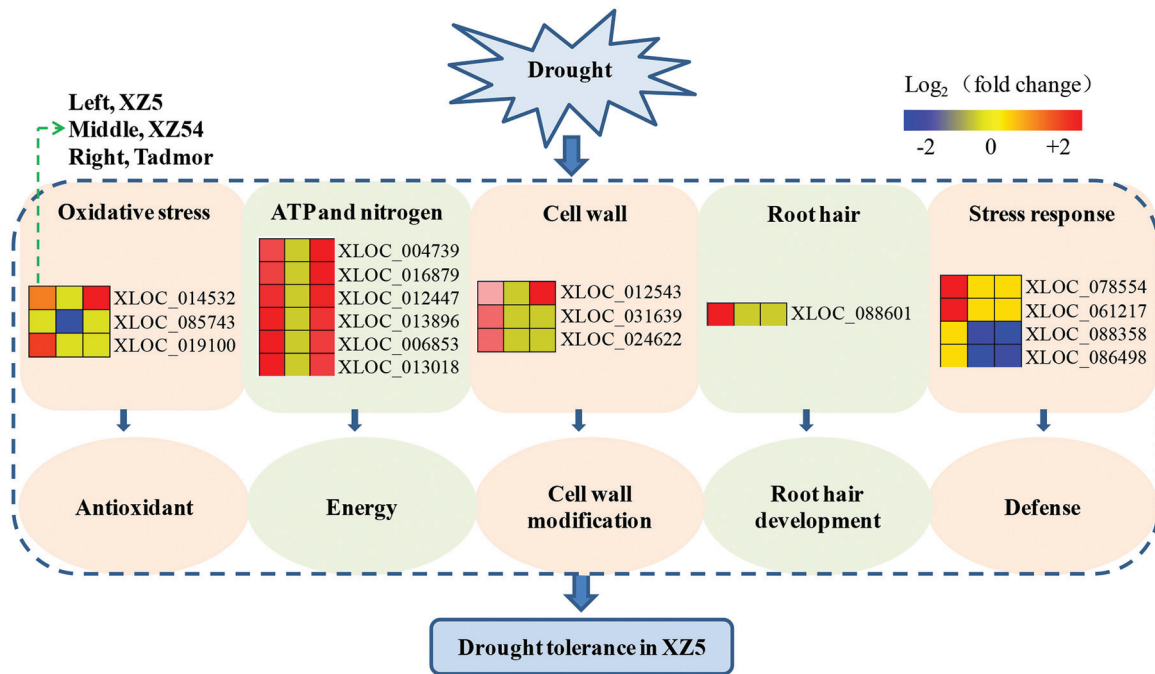 Drought
Left, XZ5
Middle, XZ54
Right, Tadmor
Log2 (fold change)
-2 0 +2
Oxidative stress
XLOC_014532
XLOC_085743
XLOC_019100
ATP and nitrogen
XLOC_004739
XLOC_016879
XLOC_012447
XLOC_013896
XLOC_006853
XLOC_013018
Cell wall
XLOC_012543
XLOC_031639
XLOC_024622
Root hair
XLOC_088601
Stress response
XLOC_078554
XLOC_061217
XLOC_088358
XLOC_086498
Antioxidant
Energy
Cell wall
modification
Root hair
development
Defense
Drought tolerance in XZ5